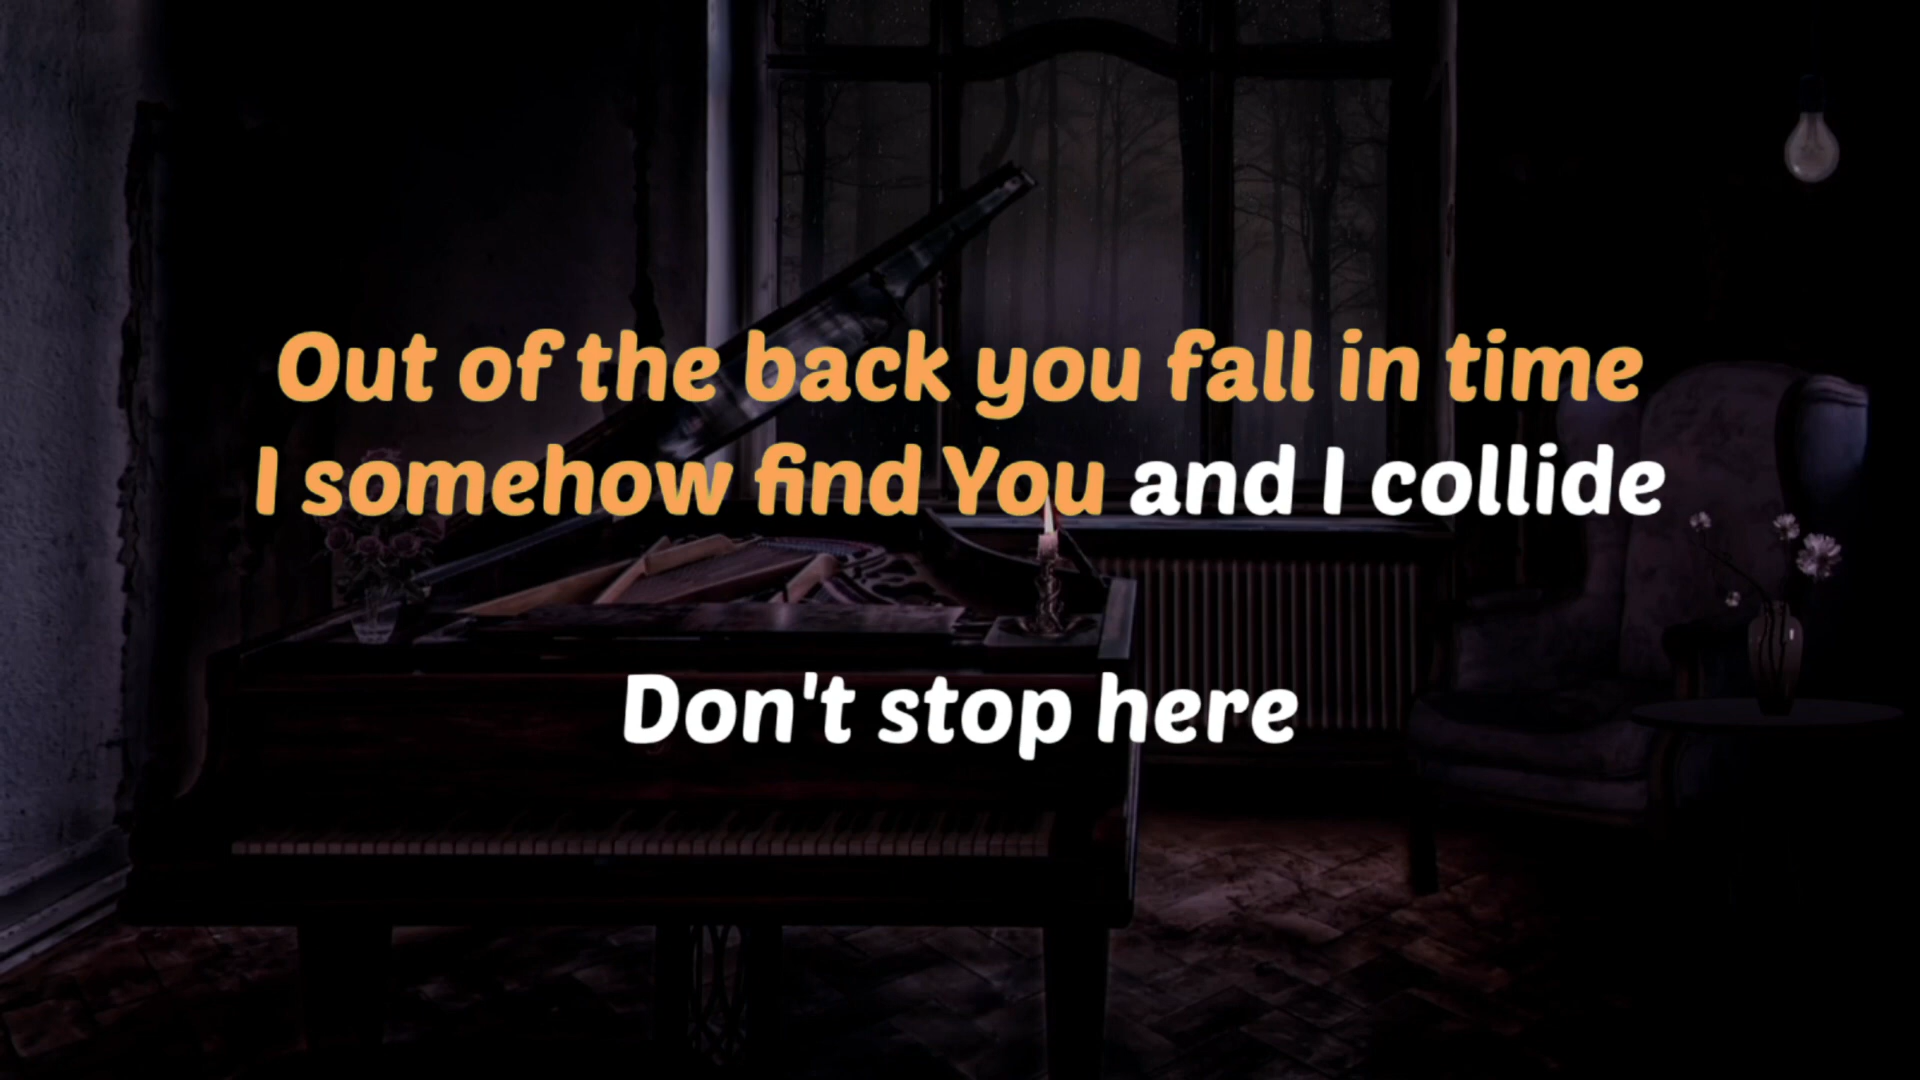 Out of the back you fall in time
I somehow find You and I collide
Don't stop here